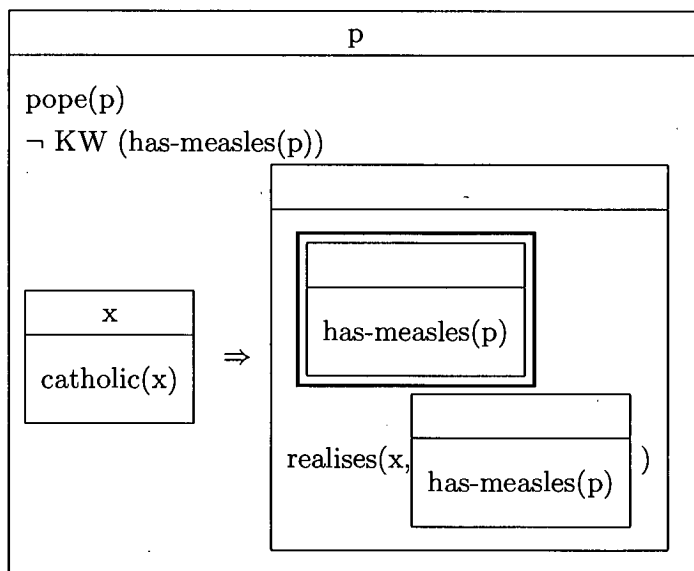 p
pope(p)
¬ KW (has-measles(p))
has-measles(p)
x
catholic(x)
⇒
realises(x,
has-measles(p)
)